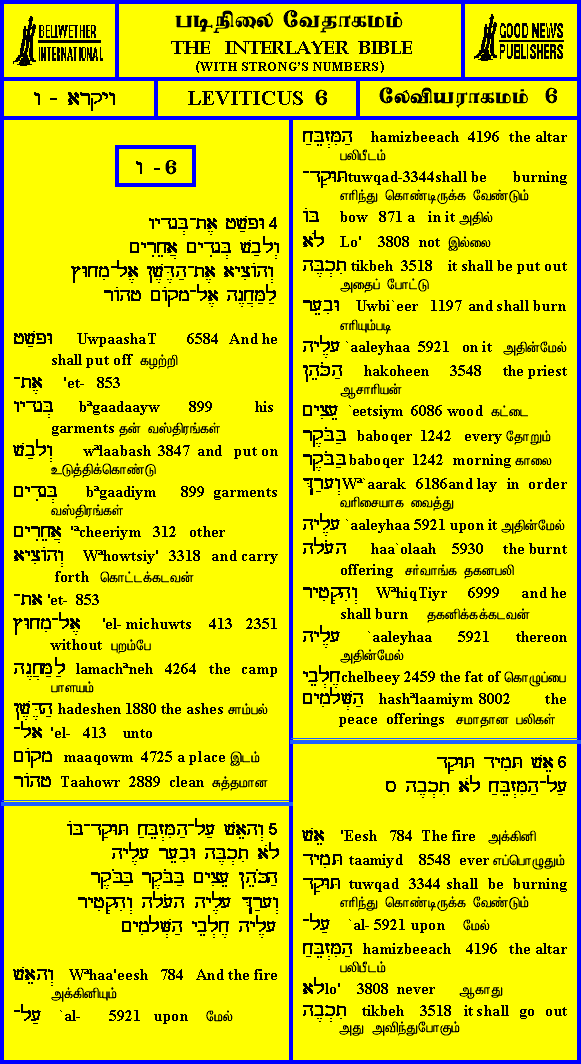 BELLWETHER
INTERNATIONAL
படிநிலை வேதாகமம்
THE INTERLAYER BIBLE
(WITH STRONG'S NUMBERS)
GOOD NEWS
PUBLISHERS
ויקרא - ו
LEVITICUS 6
லேவியராகமம் 6
ו - 6
4 וּפָשַׁט אֶת־בְּגָדָיו
וְלָבַשׁ בְּגָדִים אֲחֵרִים
וְהוֹצִיא אֶת־הַדֶּשֶׁן אֶל־מִחוּץ
לַמַּחֲנֶה אֶל־מָקוֹם טָהוֹר
וּפָשַׁט UwpaashaT 6584 And he
shall put off கழற்றி
אֶת־ 'et- 853
בְּגָדָיו bªgaadaayw 899 his
garments தன் வஸ்திரங்கள்
וְלָבַשׁ wªlaabash 3847 and put on
உடுத்திக்கொண்டு
בְּגָדִים bªgaadiym 899 garments
வஸ்திரங்கள்
אֲחֵרִים 'ªcheeriym 312 other
וְהוֹצִיא Wªhowtsiy' 3318 and carry
forth கொட்டக்கடவன்
את־ 'et- 853
אֶל־מִחוּץ 'el- michuwts 413 2351
without புறம்பே
לַמַּחֲנֶה lamachªneh 4264 the camp
பாளயம்
הַדֶּשֶׁן hadeshen 1880 the ashes சாம்பல்
אֶל־ 'el- 413 unto
מָקוֹם maaqowm 4725 a place இடம்
טָהוֹר Taahowr 2889 clean சுத்தமான
5 וְהָאֵשׁ עַל־הַמִּזְבֵּחַ תּוּקַד־בּוֹ
לֹא תִכְבֶּה וּבִעֵר עָלֶיהָ
הַכֹּהֵן עֵצִים בַּבֹּקֶר בַּבֹּקֶר
וְעָרַךְ עָלֶיהָ הָעֹלָה וְהִקְטִיר
עָלֶיהָ חֶלְבֵי הַשְּׁלָמִים
וְהָאֵשׁ Wªhaa'eesh 784 And the fire
அக்கினியும்
עַל־ `al- 5921 upon மேல்
הַמִּזְבֵּחַ hamizbeeach 4196 the altar
பலிபீடம்
תּוּקַד־ tuwqad-3344shall be burning
எரிந்து கொண்டிருக்க வேண்டும்
בּוֹ bow 871 a in it அதில்
לֹא Lo' 3808 not இல்லை
תִכְבֶּה tikbeh 3518 it shall be put out
அதைப் போட்டு
וּבִעֵר Uwbi`eer 1197 and shall burn
எரியும்படி
עָלֶיהָ `aaleyhaa 5921 on it அதின்மேல்
הַכֹּהֵן hakoheen 3548 the priest
ஆசாரியன்
עֵצִים `eetsiym 6086 wood கட்டை
בַּבֹּקֶר baboqer 1242 every தோறும்
בַּבֹּקֶר baboqer 1242 morning காலை
וְעָרַךְ Wª`aarak 6186and lay in order
வரிசையாக வைத்து
עָלֶיהָ `aaleyhaa 5921 upon it அதின்மேல்
הָעֹלָה haa`olaah 5930 the burnt
offering சர்வாங்க தகனபலி
וְהִקְטִיר WªhiqTiyr 6999 and he
shall burn தகனிக்கக்கடவன்
עָלֶיהָ `aaleyhaa 5921 thereon
அதின்மேல்
חֶלְבֵי chelbeey 2459 the fat of கொழுப்பை
הַשְּׁלָמִים hashªlaamiym 8002 the
peace offerings சமாதான பலிகள்
6 אֵשׁ תָּמִיד תּוּקַד
עַל־הַמִּזְבֵּחַ לֹא תִכְבֶּה ס
אֵשׁ 'Eesh 784 The fire அக்கினி
תָּמִיד taamiyd 8548 ever எப்பொழுதும்
תּוּקַד tuwqad 3344 shall be burning
எரிந்து கொண்டிருக்க வேண்டும்
עַל־ `al- 5921 upon மேல்
הַמִּזְבֵּחַ hamizbeeach 4196 the altar
பலிபீடம்
לֹא lo' 3808 never ஆகாது
תִכְבֶּה tikbeh 3518 it shall go out
அது அவிந்துபோகும்